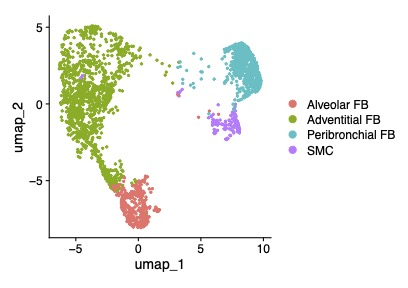 5
0
−5
umap_2
−5
0
5
10
umap_1
Alveolar FB
Adventitial FB
Peribronchial FB
SMC